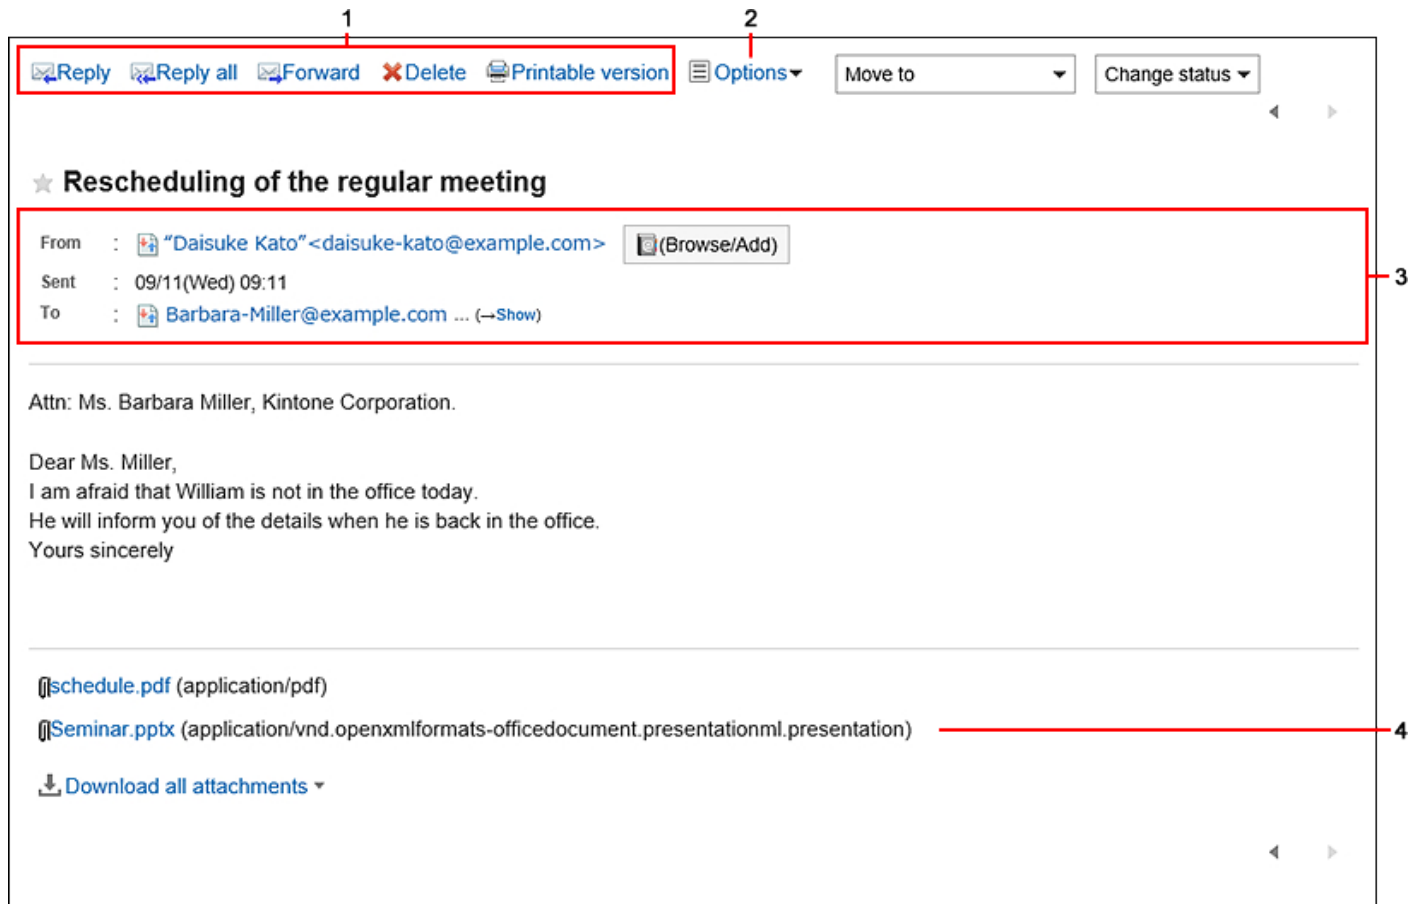 1 2
Reply Reply all Forward Delete Printable version Options Move to Change status
Rescheduling of the regular meeting
From : “Daisuke Kato”<daisuke-kato@example.com> (Browse/Add)
Sent : 09/11(Wed) 09:11
3
To : Barbara-Miller@example.com ... (→Show)
Attn: Ms. Barbara Miller, Kintone Corporation.
Dear Ms. Miller,
I am afraid that William is not in the office today.
He will inform you of the details when he is back in the office.
Yours sincerely
schedule.pdf (application/pdf)
Seminar.pptx (application/vnd.openxmlformats-officedocument.presentationml.presentation) 4
Download all attachments